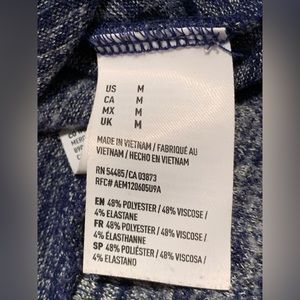 US M
CA M
MX M
UK M
MADE IN VIETNAM / FABRIQUÉ AU
VIETNAM / HECHO EN VIETNAM
RN 54485/CA 03873
RFC# AEM120605U9A
EN 48% POLYESTER / 48% VISCOSE /
4% ELASTANE
FR 48% POLYESTER / 48% VISCOSE /
4% ÉLASTHANNE
SP 48% POLIÉSTER / 48% VISCOSA /
4% ELASTANO